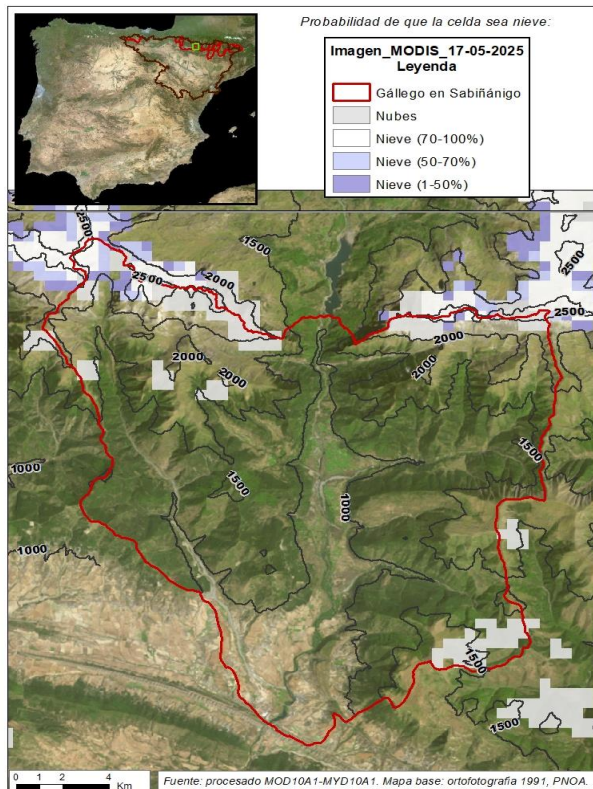 Probabilidad de que la celda sea nieve:
Imagen_MODIS_17-05-2025
Leyenda
Gállego en Sabiñánigo
Nubes
Nieve (70-100%)
Nieve (50-70%)
Nieve (1-50%)
2500
1500
2500
2000
2500
2500
2000
2000
2000
2000
1500
1500
1000
1000
1000
1500
1500
0 1 2 4
Km
Fuente: procesado MOD10A1-MYD10A1. Mapa base: ortofotografía 1991, PNOA.